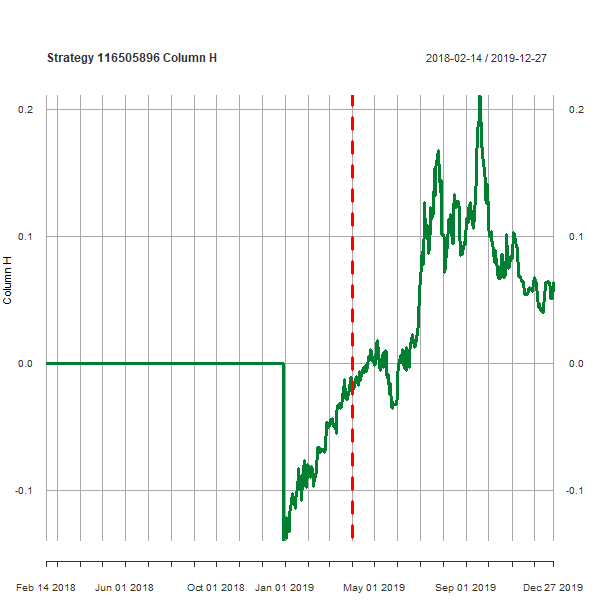 Strategy 116505896 Column H 2018-02-14 / 2019-12-27
0.2 0.2
0.1 0.1
Column H
0.0 0.0
-0.1 -0.1
Feb 14 2018 Jun 01 2018 Oct 01 2018 Jan 01 2019 May 01 2019 Sep 01 2019 Dec 27 2019